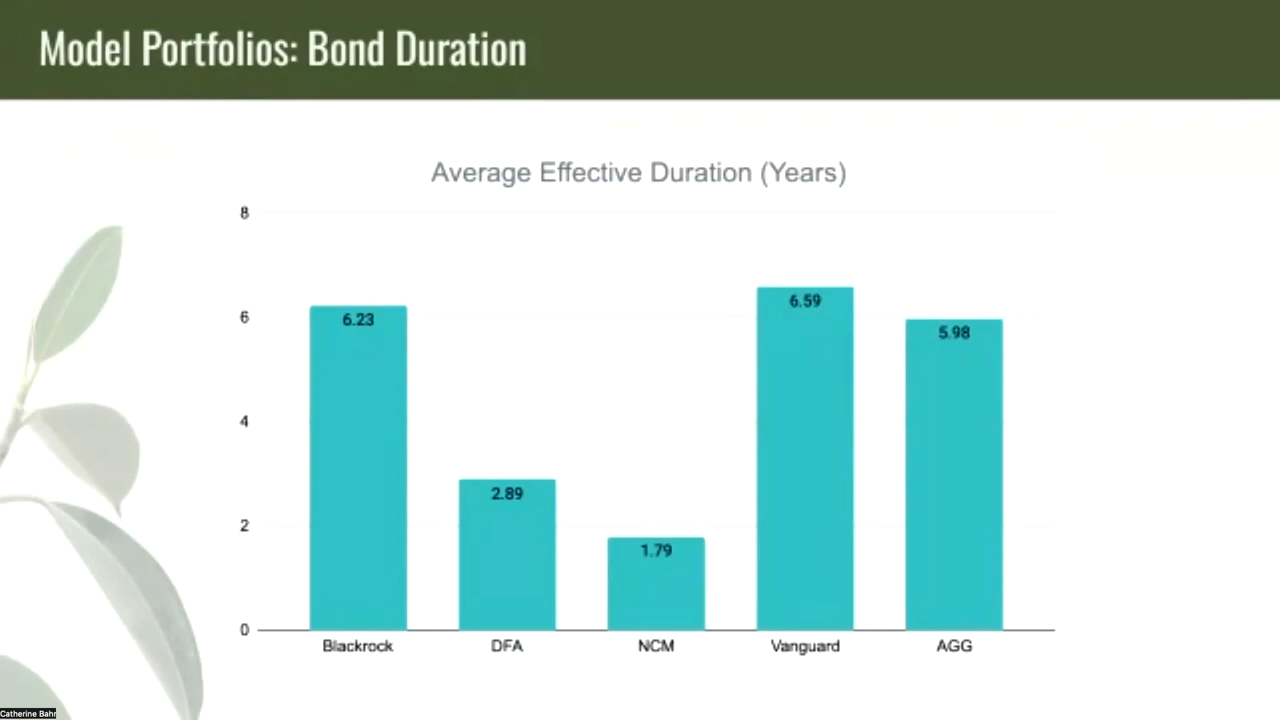 Model Portfolios: Bond Duration
Average Effective Duration (Years)
8
6
4
2
0
6.23
2.89
1.79
6.59
5.98
Blackrock DFA NCM Vanguard AGG
Catherine Bahr